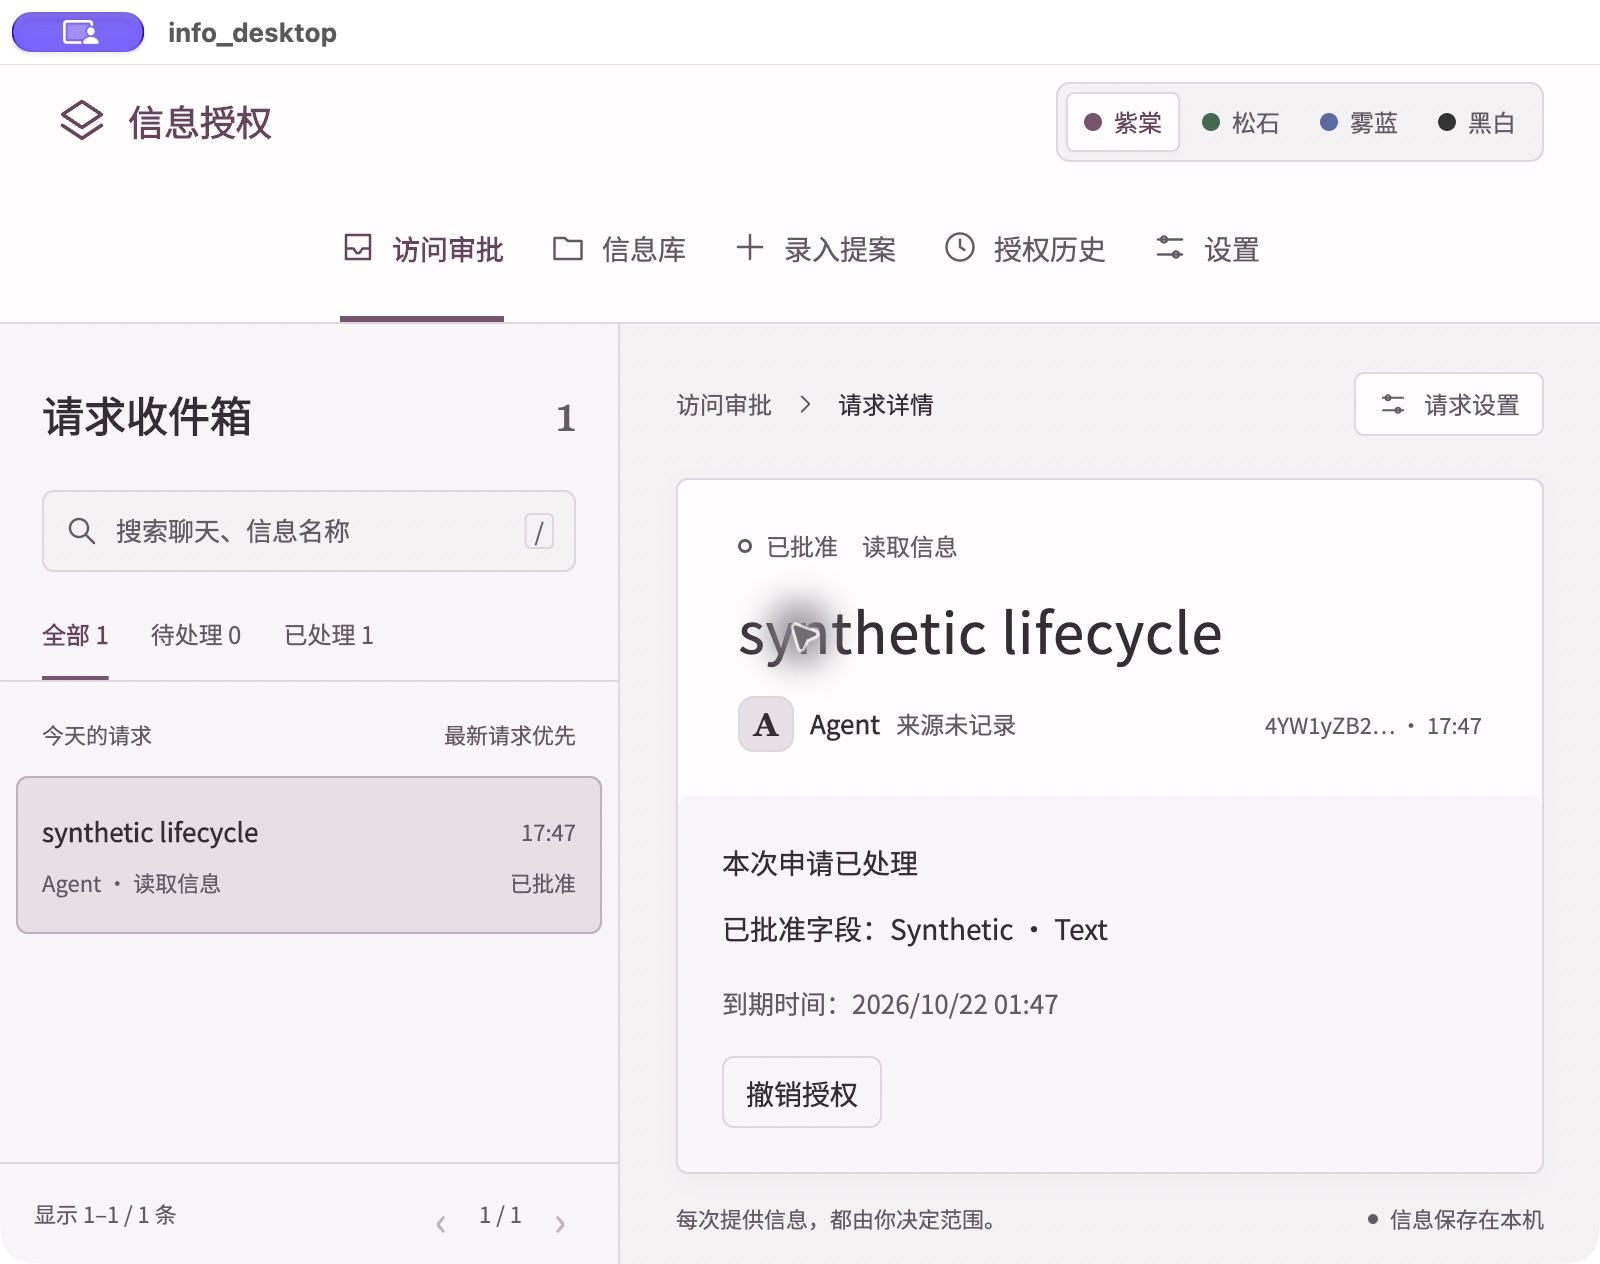 info_desktop
信息授权
紫棠 松石 雾蓝 黑白
访问审批 信息库 录入提案 授权历史 设置
请求收件箱 1
搜索聊天、信息名称 /
全部 1 待处理 0 已处理 1
今天的请求 最新请求优先
synthetic lifecycle 17:47
Agent · 读取信息 已批准
显示 1–1 / 1 条 ‹ 1 / 1 ›
访问审批 > 请求详情 请求设置
已批准 读取信息
synthetic lifecycle
A Agent 来源未记录 4YW1yZB2… · 17:47
本次申请已处理
已批准字段：Synthetic · Text
到期时间：2026/10/22 01:47
撤销授权
每次提供信息，都由你决定范围。 信息保存在本机